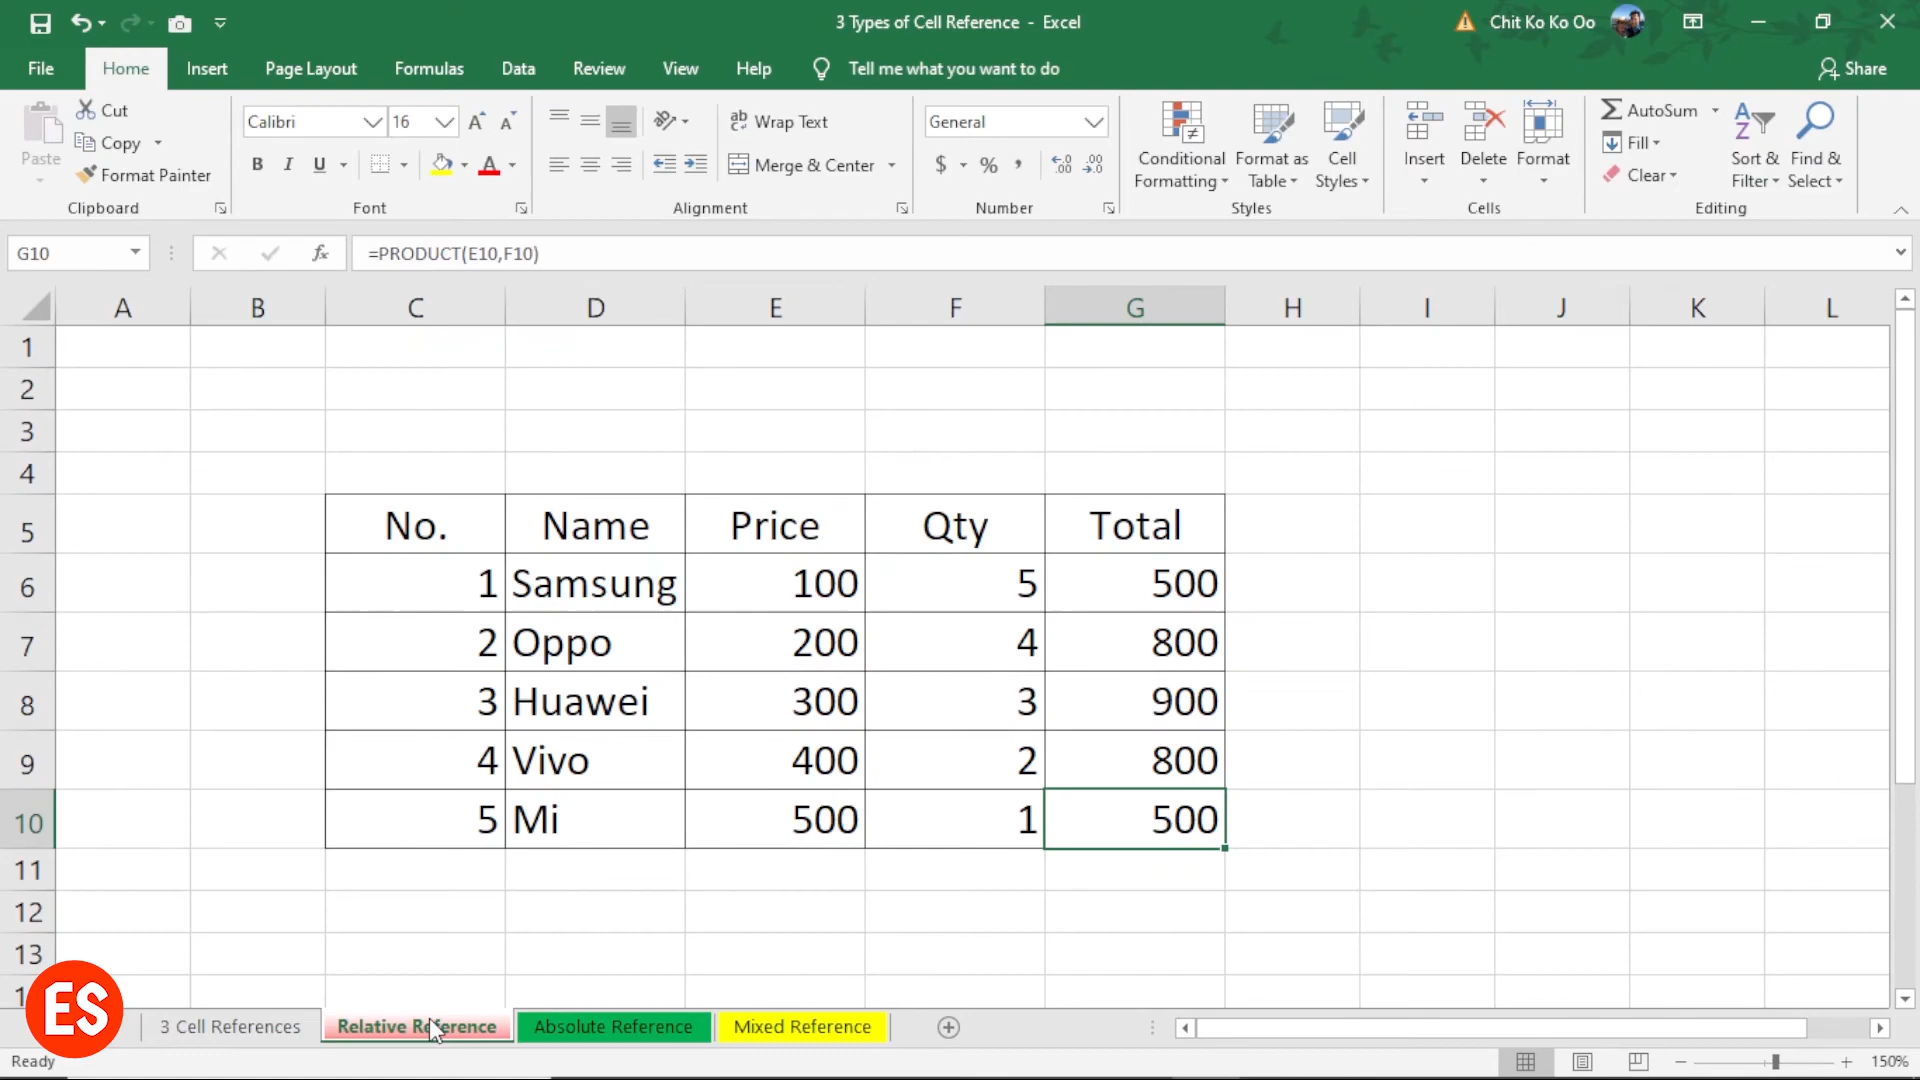 3 Types of Cell Reference - Excel
Chit Ko Ko Oo
File Home Insert Page Layout Formulas Data Review View Help Tell me what you want to do Share
Paste
Cut
Copy
Format Painter
Clipboard
Calibri 16
B I U
Font
Wrap Text
Merge & Center
Alignment
General
$ % ,
Number
Conditional Formatting
Format as Table
Cell Styles
Styles
Insert Delete Format
Cells
AutoSum
Fill
Clear
Sort & Filter
Find & Select
Editing
G10 fx =PRODUCT(E10,F10)
A B C D E F G H I J K L
1
2
3
4
5 No. Name Price Qty Total
6 1 Samsung 100 5 500
7 2 Oppo 200 4 800
8 3 Huawei 300 3 900
9 4 Vivo 400 2 800
10 5 Mi 500 1 500
11
12
13
ES
3 Cell References Relative Reference Absolute Reference Mixed Reference
Ready 150%